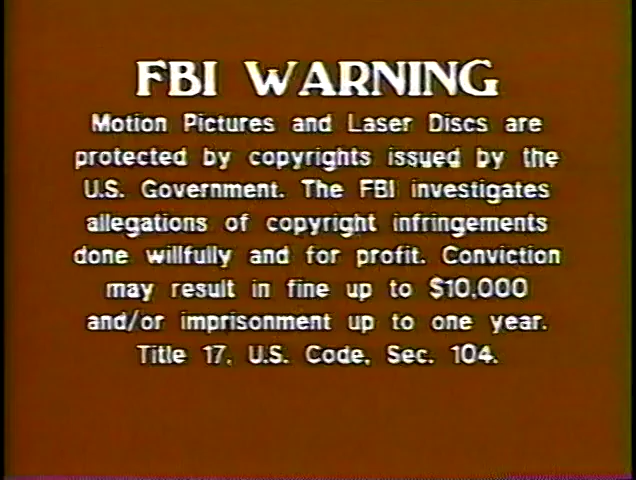 FBI WARNING
Motion Pictures and Laser Discs are
protected by copyrights issued by the
U.S. Government. The FBI investigates
allegations of copyright infringements
done willfully and for profit. Conviction
may result in fine up to $10,000
and/or imprisonment up to one year.
Title 17, U.S. Code, Sec. 104.